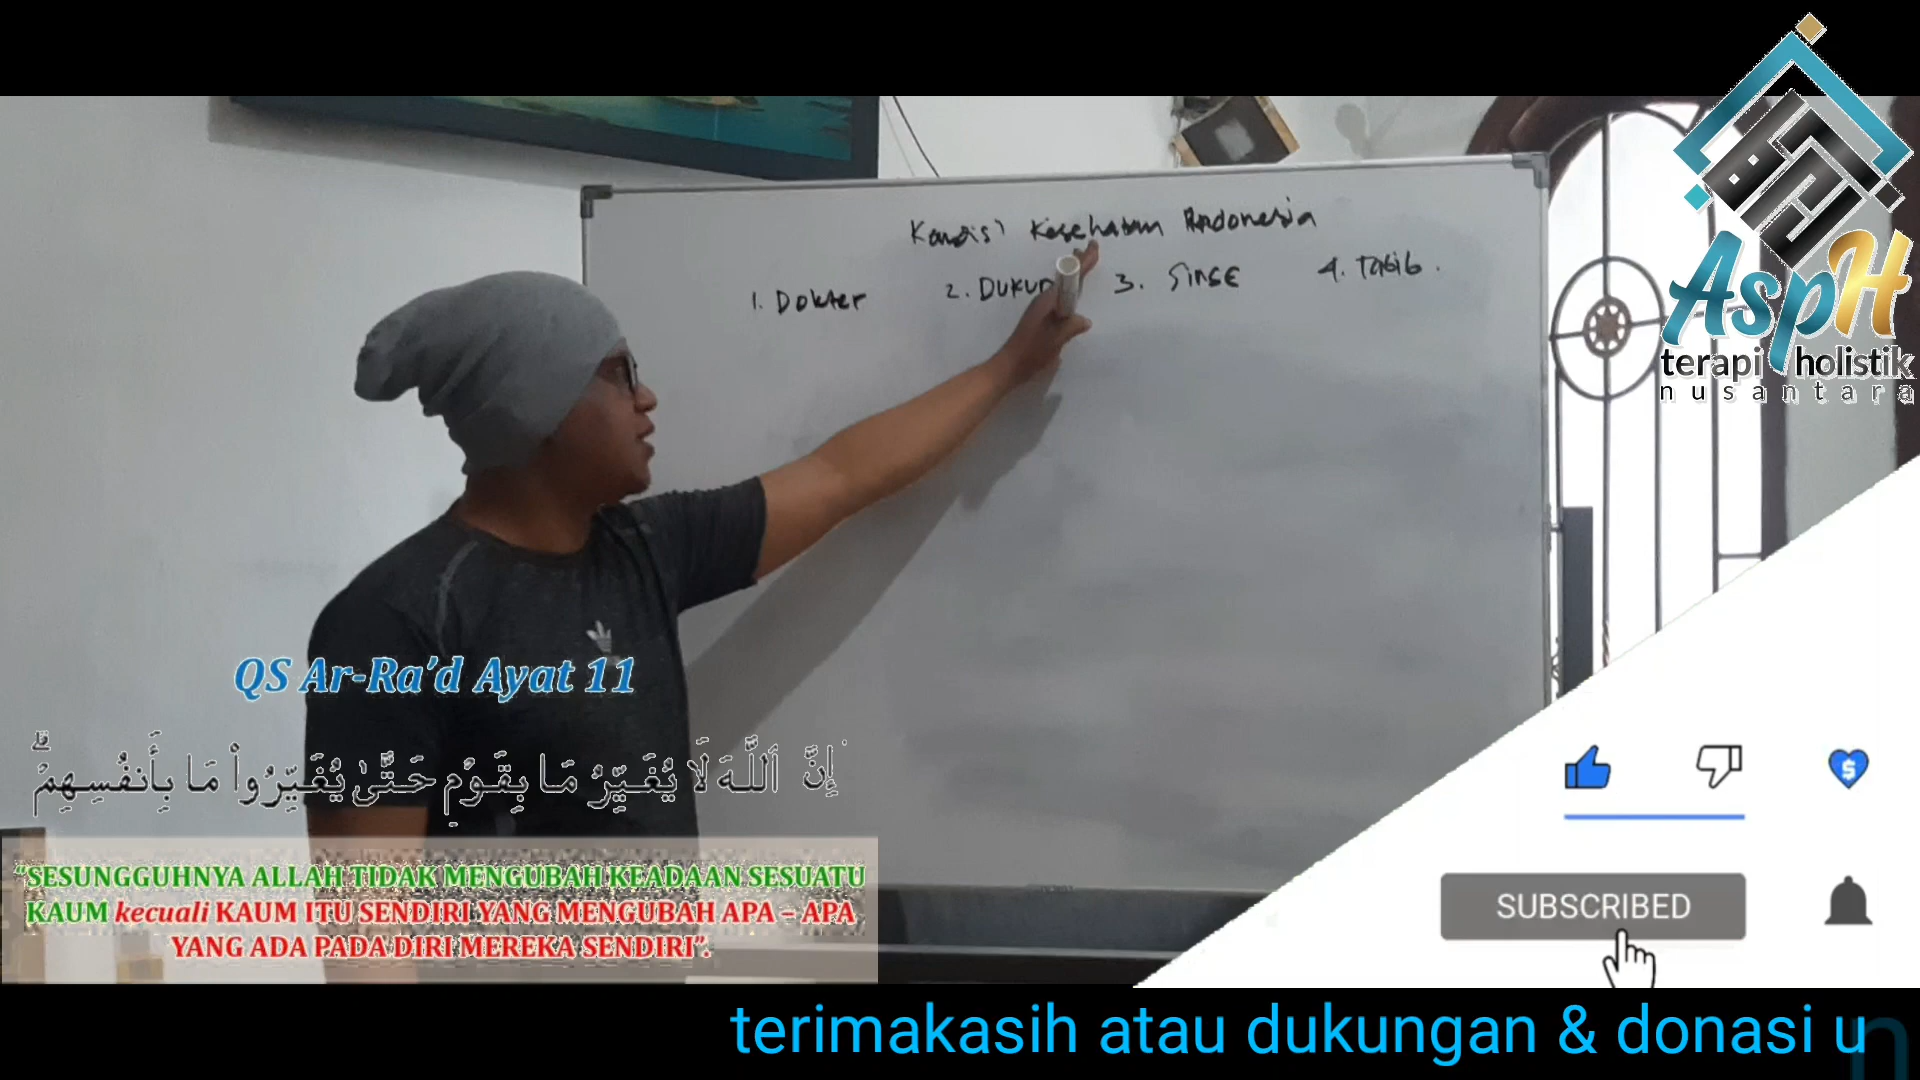 Kondisi Kesehatan Indonesia
1. Dokter 2. Dukun 3. Sinse 4. Tabib.
AspH
terapi holistik
nusantara
QS Ar-Ra’d Ayat 11
إِنَّ ٱللَّهَ لَا يُغَيِّرُ مَا بِقَوْمٍ حَتَّىٰ يُغَيِّرُوا۟ مَا بِأَنفُسِهِمْ ۗ
“SESUNGGUHNYA ALLAH TIDAK MENGUBAH KEADAAN SESUATU
KAUM kecuali KAUM ITU SENDIRI YANG MENGUBAH APA – APA
YANG ADA PADA DIRI MEREKA SENDIRI”.
SUBSCRIBED
terimakasih atau dukungan & donasi u